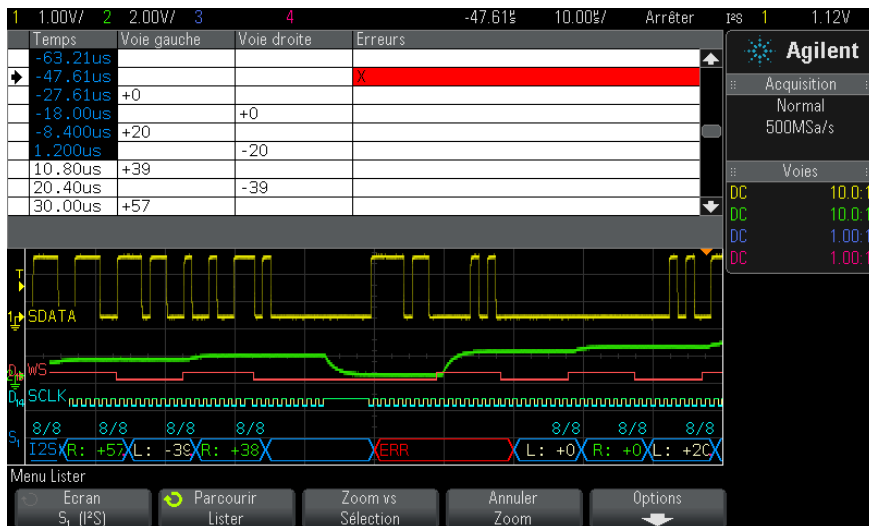 1 1.00V/ 2 2.00V/ 3 4 -47.61µs 10.00µs/ Arrêter I²S 1 1.12V
Temps Voie gauche Voie droite Erreurs
-63.21us
-47.61us X
-27.61us +0
-18.00us +0
-8.400us +20
1.200us -20
10.80us +39
20.40us -39
30.00us +57
Agilent
Acquisition
Normal
500MSa/s
Voies
DC 10.0:1
DC 10.0:1
DC 1.00:1
DC 1.00:1
T
1 SDATA
WS
D14 SCLK
8/8 8/8 8/8 8/8 8/8 8/8 8/8
S1 I2S R: +57 L: -39 R: +38 ERR L: +0 R: +0 L: +20
Menu Lister
Ecran
S1 (I²S)
Parcourir
Lister
Zoom vs
Sélection
Annuler
Zoom
Options